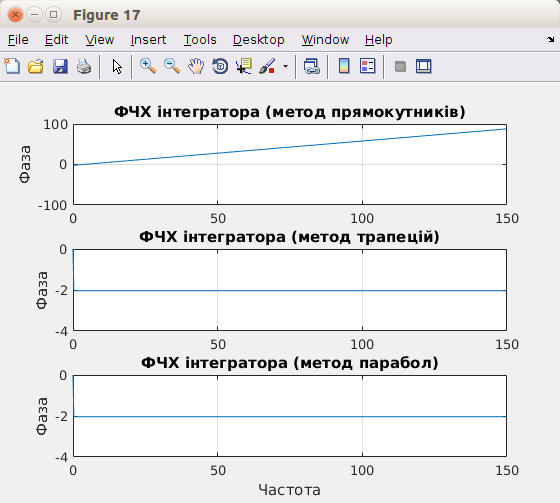 Figure 17
File Edit View Insert Tools Desktop Window Help
ФЧХ інтегратора (метод прямокутників)
Фаза
100
0
-100
0 50 100 150
ФЧХ інтегратора (метод трапецій)
Фаза
0
-2
-4
0 50 100 150
ФЧХ інтегратора (метод парабол)
Фаза
0
-2
-4
0 50 100 150
Частота